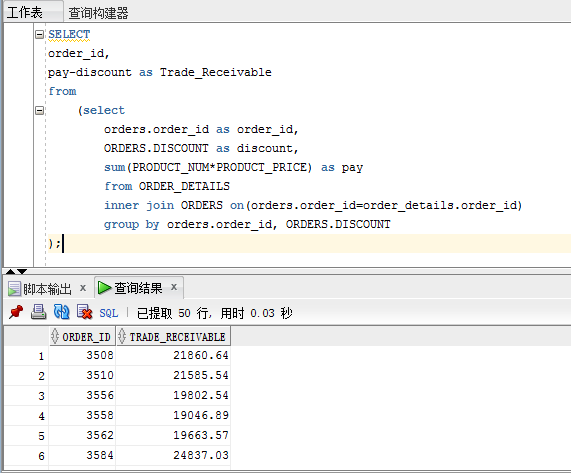 工作表 查询构建器
SELECT
order_id,
pay-discount as Trade_Receivable
from
(select
orders.order_id as order_id,
ORDERS.DISCOUNT as discount,
sum(PRODUCT_NUM*PRODUCT_PRICE) as pay
from ORDER_DETAILS
inner join ORDERS on(orders.order_id=order_details.order_id)
group by orders.order_id, ORDERS.DISCOUNT
);
脚本输出 x 查询结果 x
SQL | 已提取 50 行, 用时 0.03 秒
ORDER_ID TRADE_RECEIVABLE
1 3508 21860.64
2 3510 21585.54
3 3556 19802.54
4 3558 19046.89
5 3562 19663.57
6 3584 24837.03